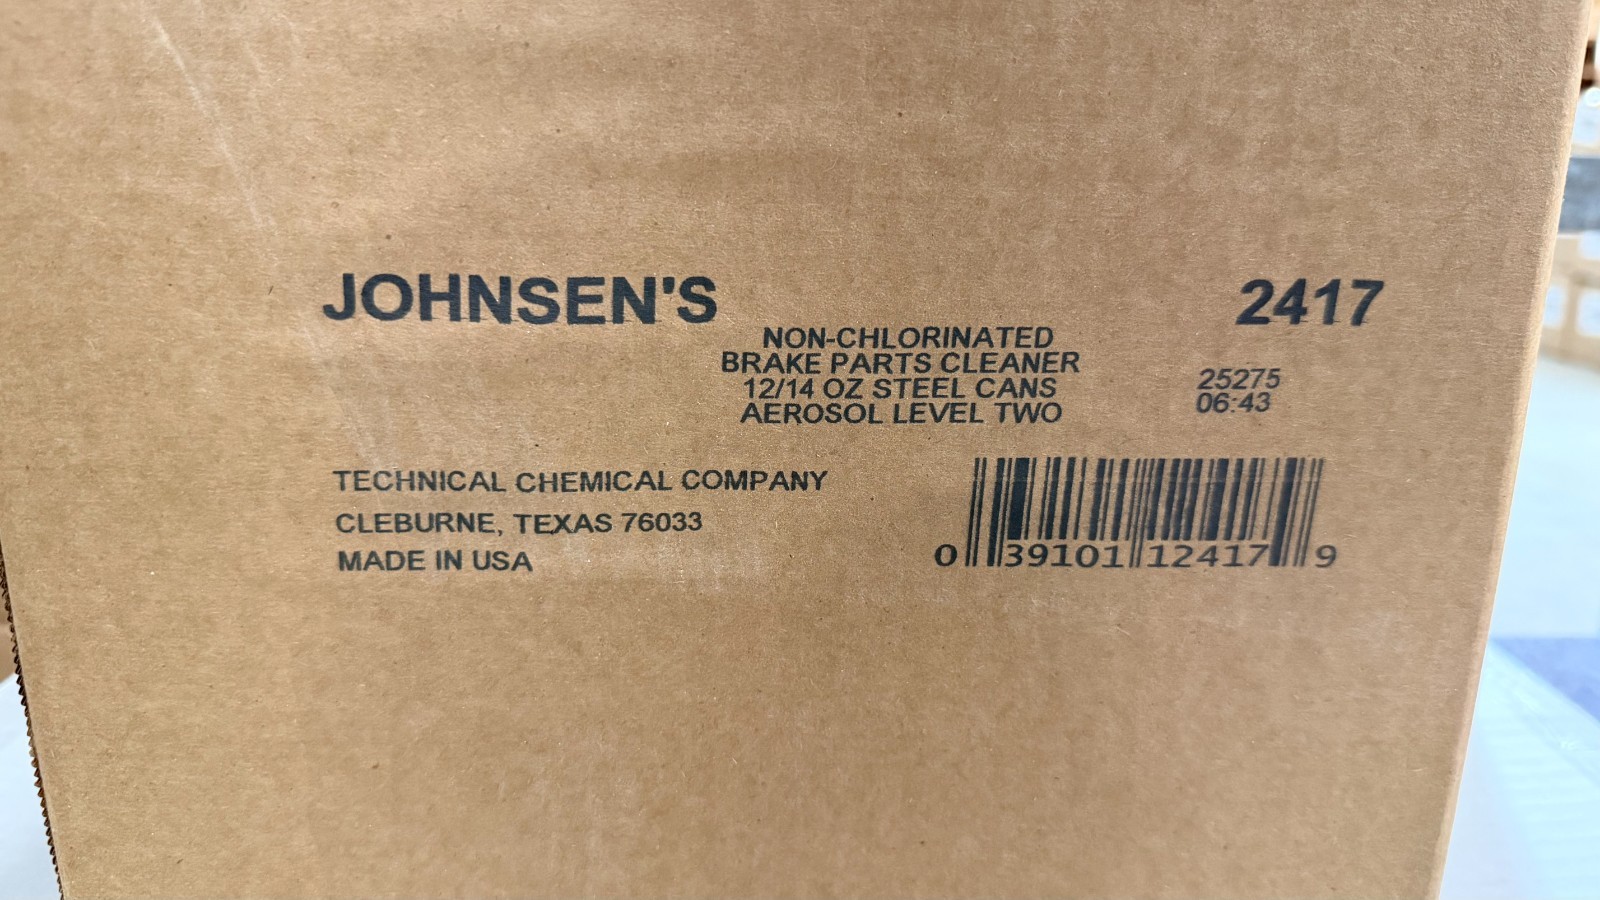 JOHNSEN'S
2417
NON-CHLORINATED
BRAKE PARTS CLEANER
12/14 OZ STEEL CANS
AEROSOL LEVEL TWO
25275
06:43
TECHNICAL CHEMICAL COMPANY
CLEBURNE, TEXAS 76033
MADE IN USA
0 39101 12417 9